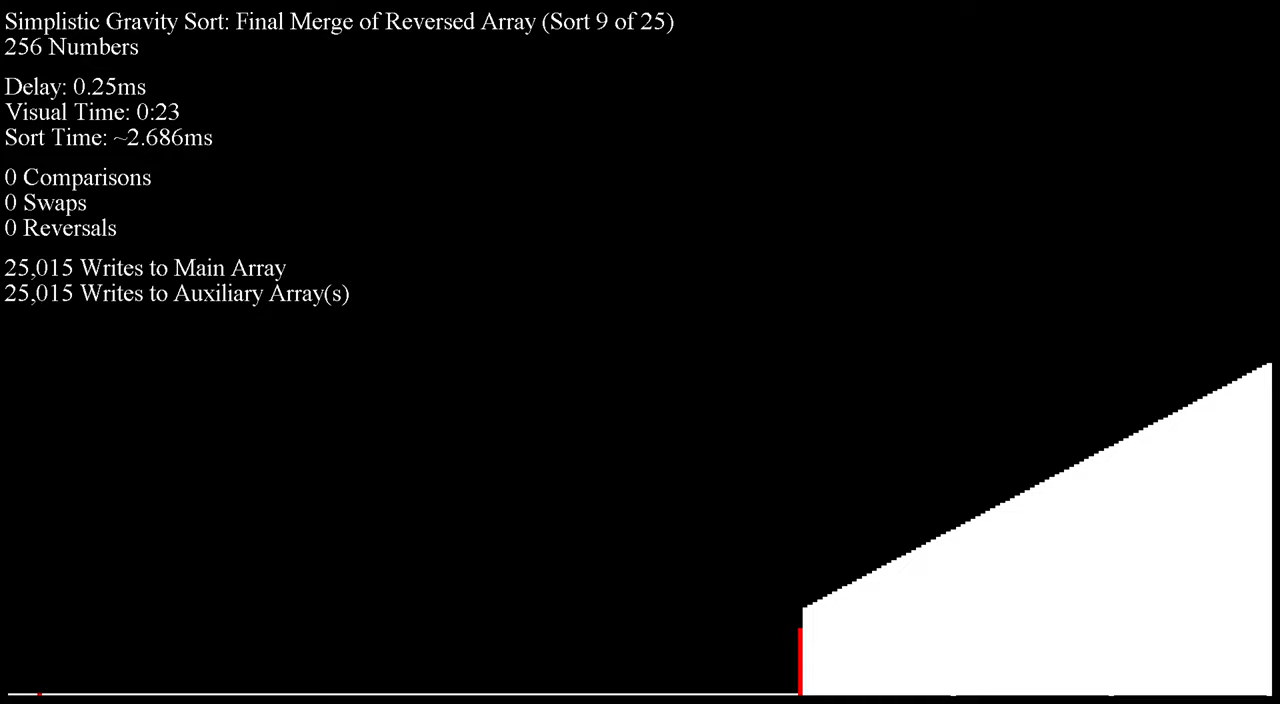 Simplistic Gravity Sort: Final Merge of Reversed Array (Sort 9 of 25)
256 Numbers
Delay: 0.25ms
Visual Time: 0:23
Sort Time: ~2.686ms
0 Comparisons
0 Swaps
0 Reversals
25,015 Writes to Main Array
25,015 Writes to Auxiliary Array(s)